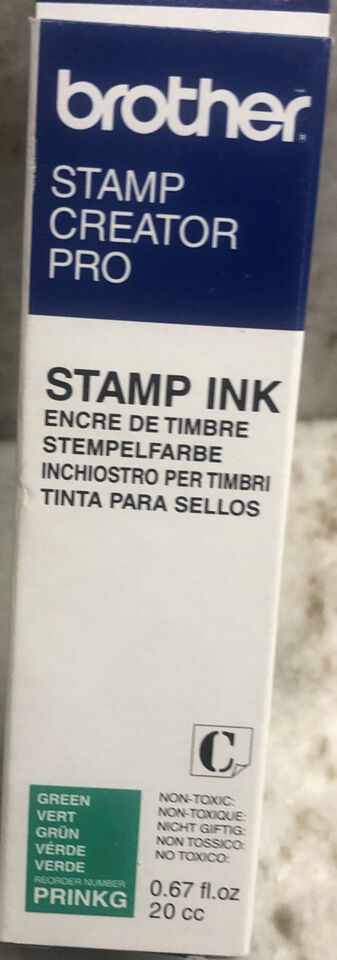 brother
STAMP
CREATOR
PRO
STAMP INK
ENCRE DE TIMBRE
STEMPELFARBE
INCHIOSTRO PER TIMBRI
TINTA PARA SELLOS
C
GREEN
VERT
GRÜN
VÉRDE
VERDE
REORDER NUMBER
PRINKG
NON-TOXIC:
NON-TOXIQUE:
NICHT GIFTIG:
NON TOSSICO:
NO TOXICO:
0.67 fl.oz
20 cc